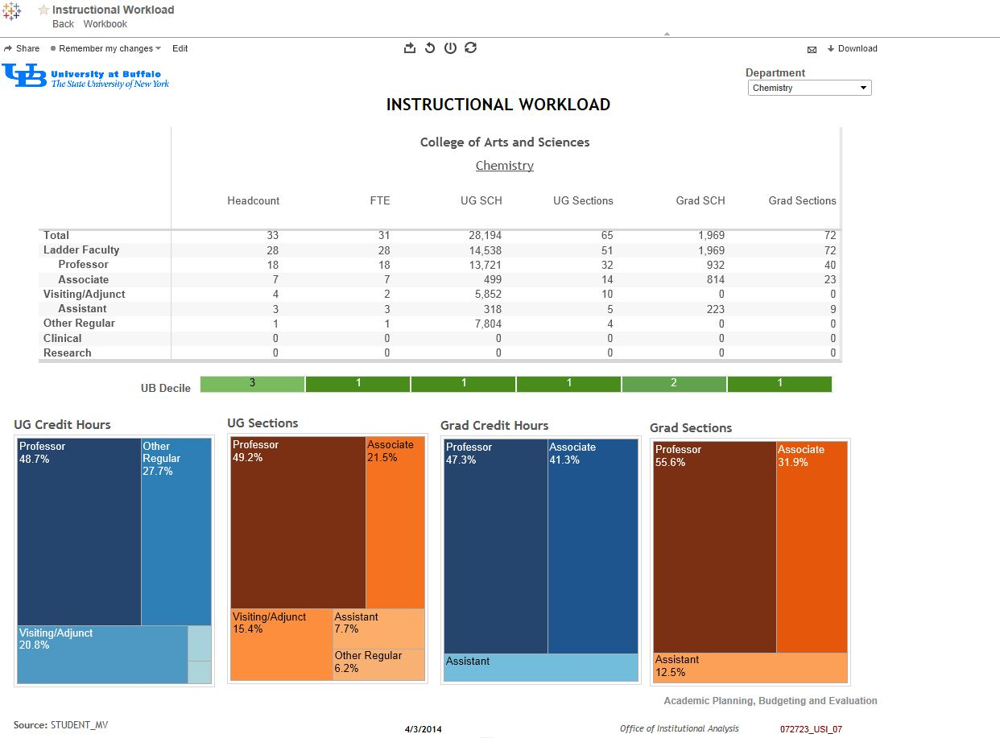 Instructional Workload
Back Workbook
Share Remember my changes Edit Download
University at Buffalo
The State University of New York
Department
Chemistry
INSTRUCTIONAL WORKLOAD
College of Arts and Sciences
Chemistry
Headcount FTE UG SCH UG Sections Grad SCH Grad Sections
Total 33 31 28,194 65 1,969 72
Ladder Faculty 28 28 14,538 51 1,969 72
Professor 18 18 13,721 32 932 40
Associate 7 7 499 14 814 23
Visiting/Adjunct 4 2 5,852 10 0 0
Assistant 3 3 318 5 223 9
Other Regular 1 1 7,804 4 0 0
Clinical 0 0 0 0 0 0
Research 0 0 0 0 0 0
UB Decile 3 1 1 1 2 1
UG Credit Hours
Professor
48.7%
Other
Regular
27.7%
Visiting/Adjunct
20.8%
UG Sections
Professor
49.2%
Associate
21.5%
Visiting/Adjunct
15.4%
Assistant
7.7%
Other Regular
6.2%
Grad Credit Hours
Professor
47.3%
Associate
41.3%
Assistant
Grad Sections
Professor
55.6%
Associate
31.9%
Assistant
12.5%
Academic Planning, Budgeting and Evaluation
Source: STUDENT_MV 4/3/2014 Office of Institutional Analysis 072723_USI_07